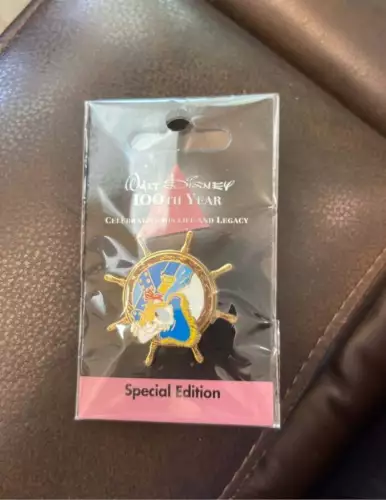 WALT DISNEY
100TH YEAR
CELEBRATING HIS LIFE AND LEGACY
Special Edition